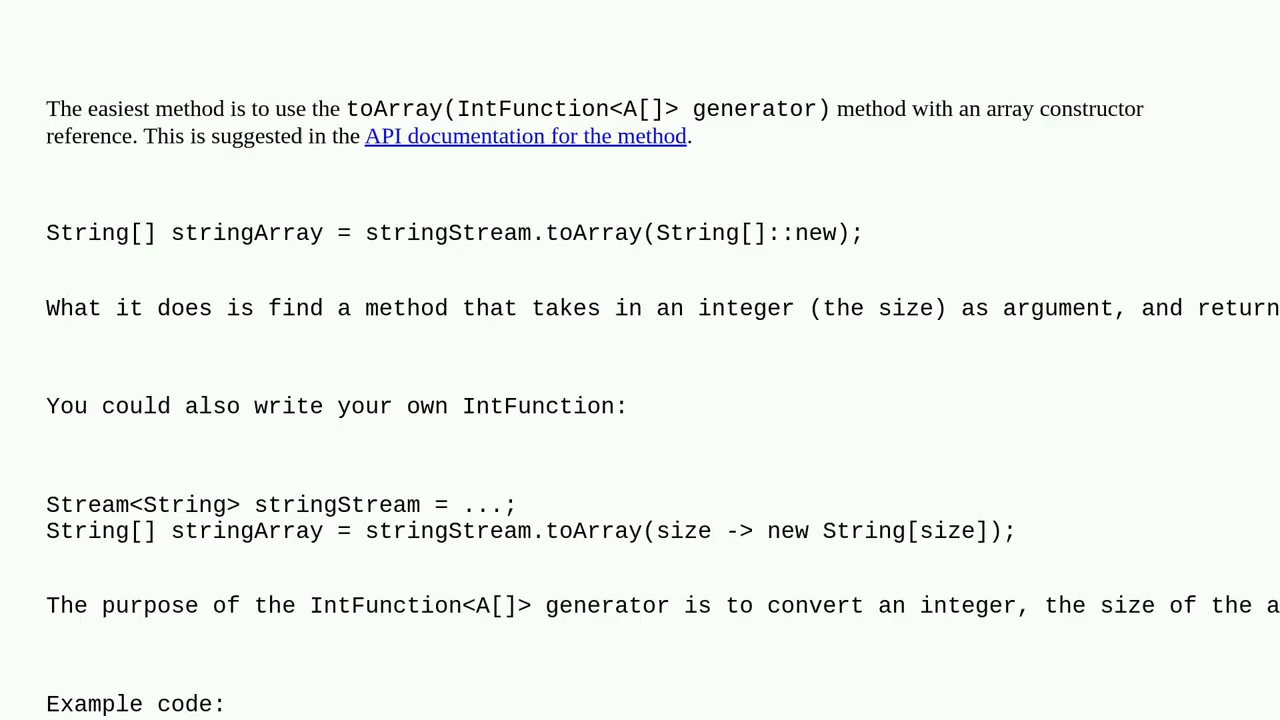 The easiest method is to use the toArray(IntFunction<A[]> generator) method with an array constructor
reference. This is suggested in the API documentation for the method.
String[] stringArray = stringStream.toArray(String[]::new);
What it does is find a method that takes in an integer (the size) as argument, and return
You could also write your own IntFunction:
Stream<String> stringStream = ...;
String[] stringArray = stringStream.toArray(size -> new String[size]);
The purpose of the IntFunction<A[]> generator is to convert an integer, the size of the a
Example code: